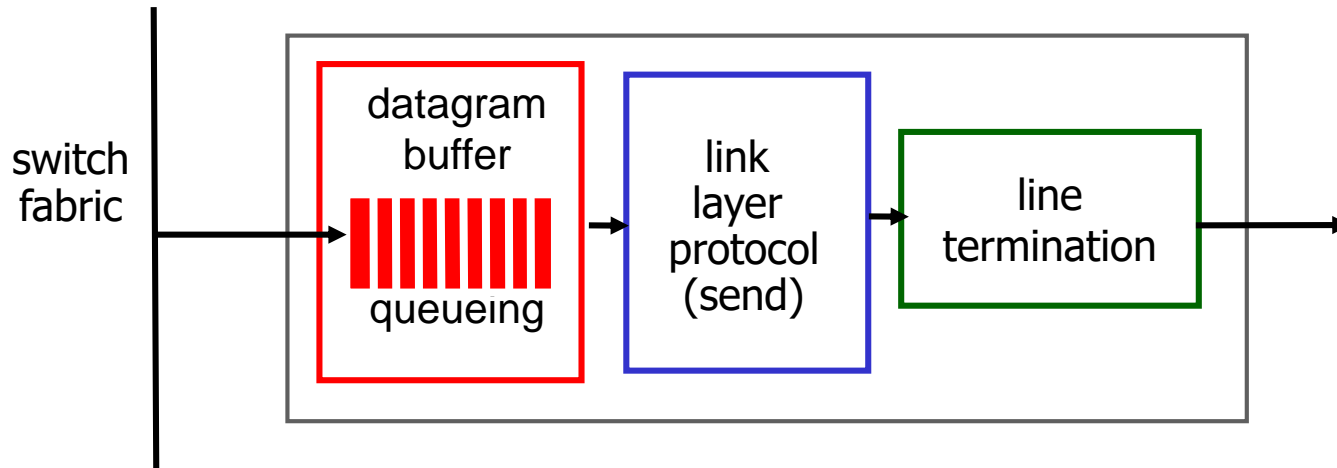 switch
fabric
datagram
buffer
queueing
link
layer
protocol
(send)
line
termination